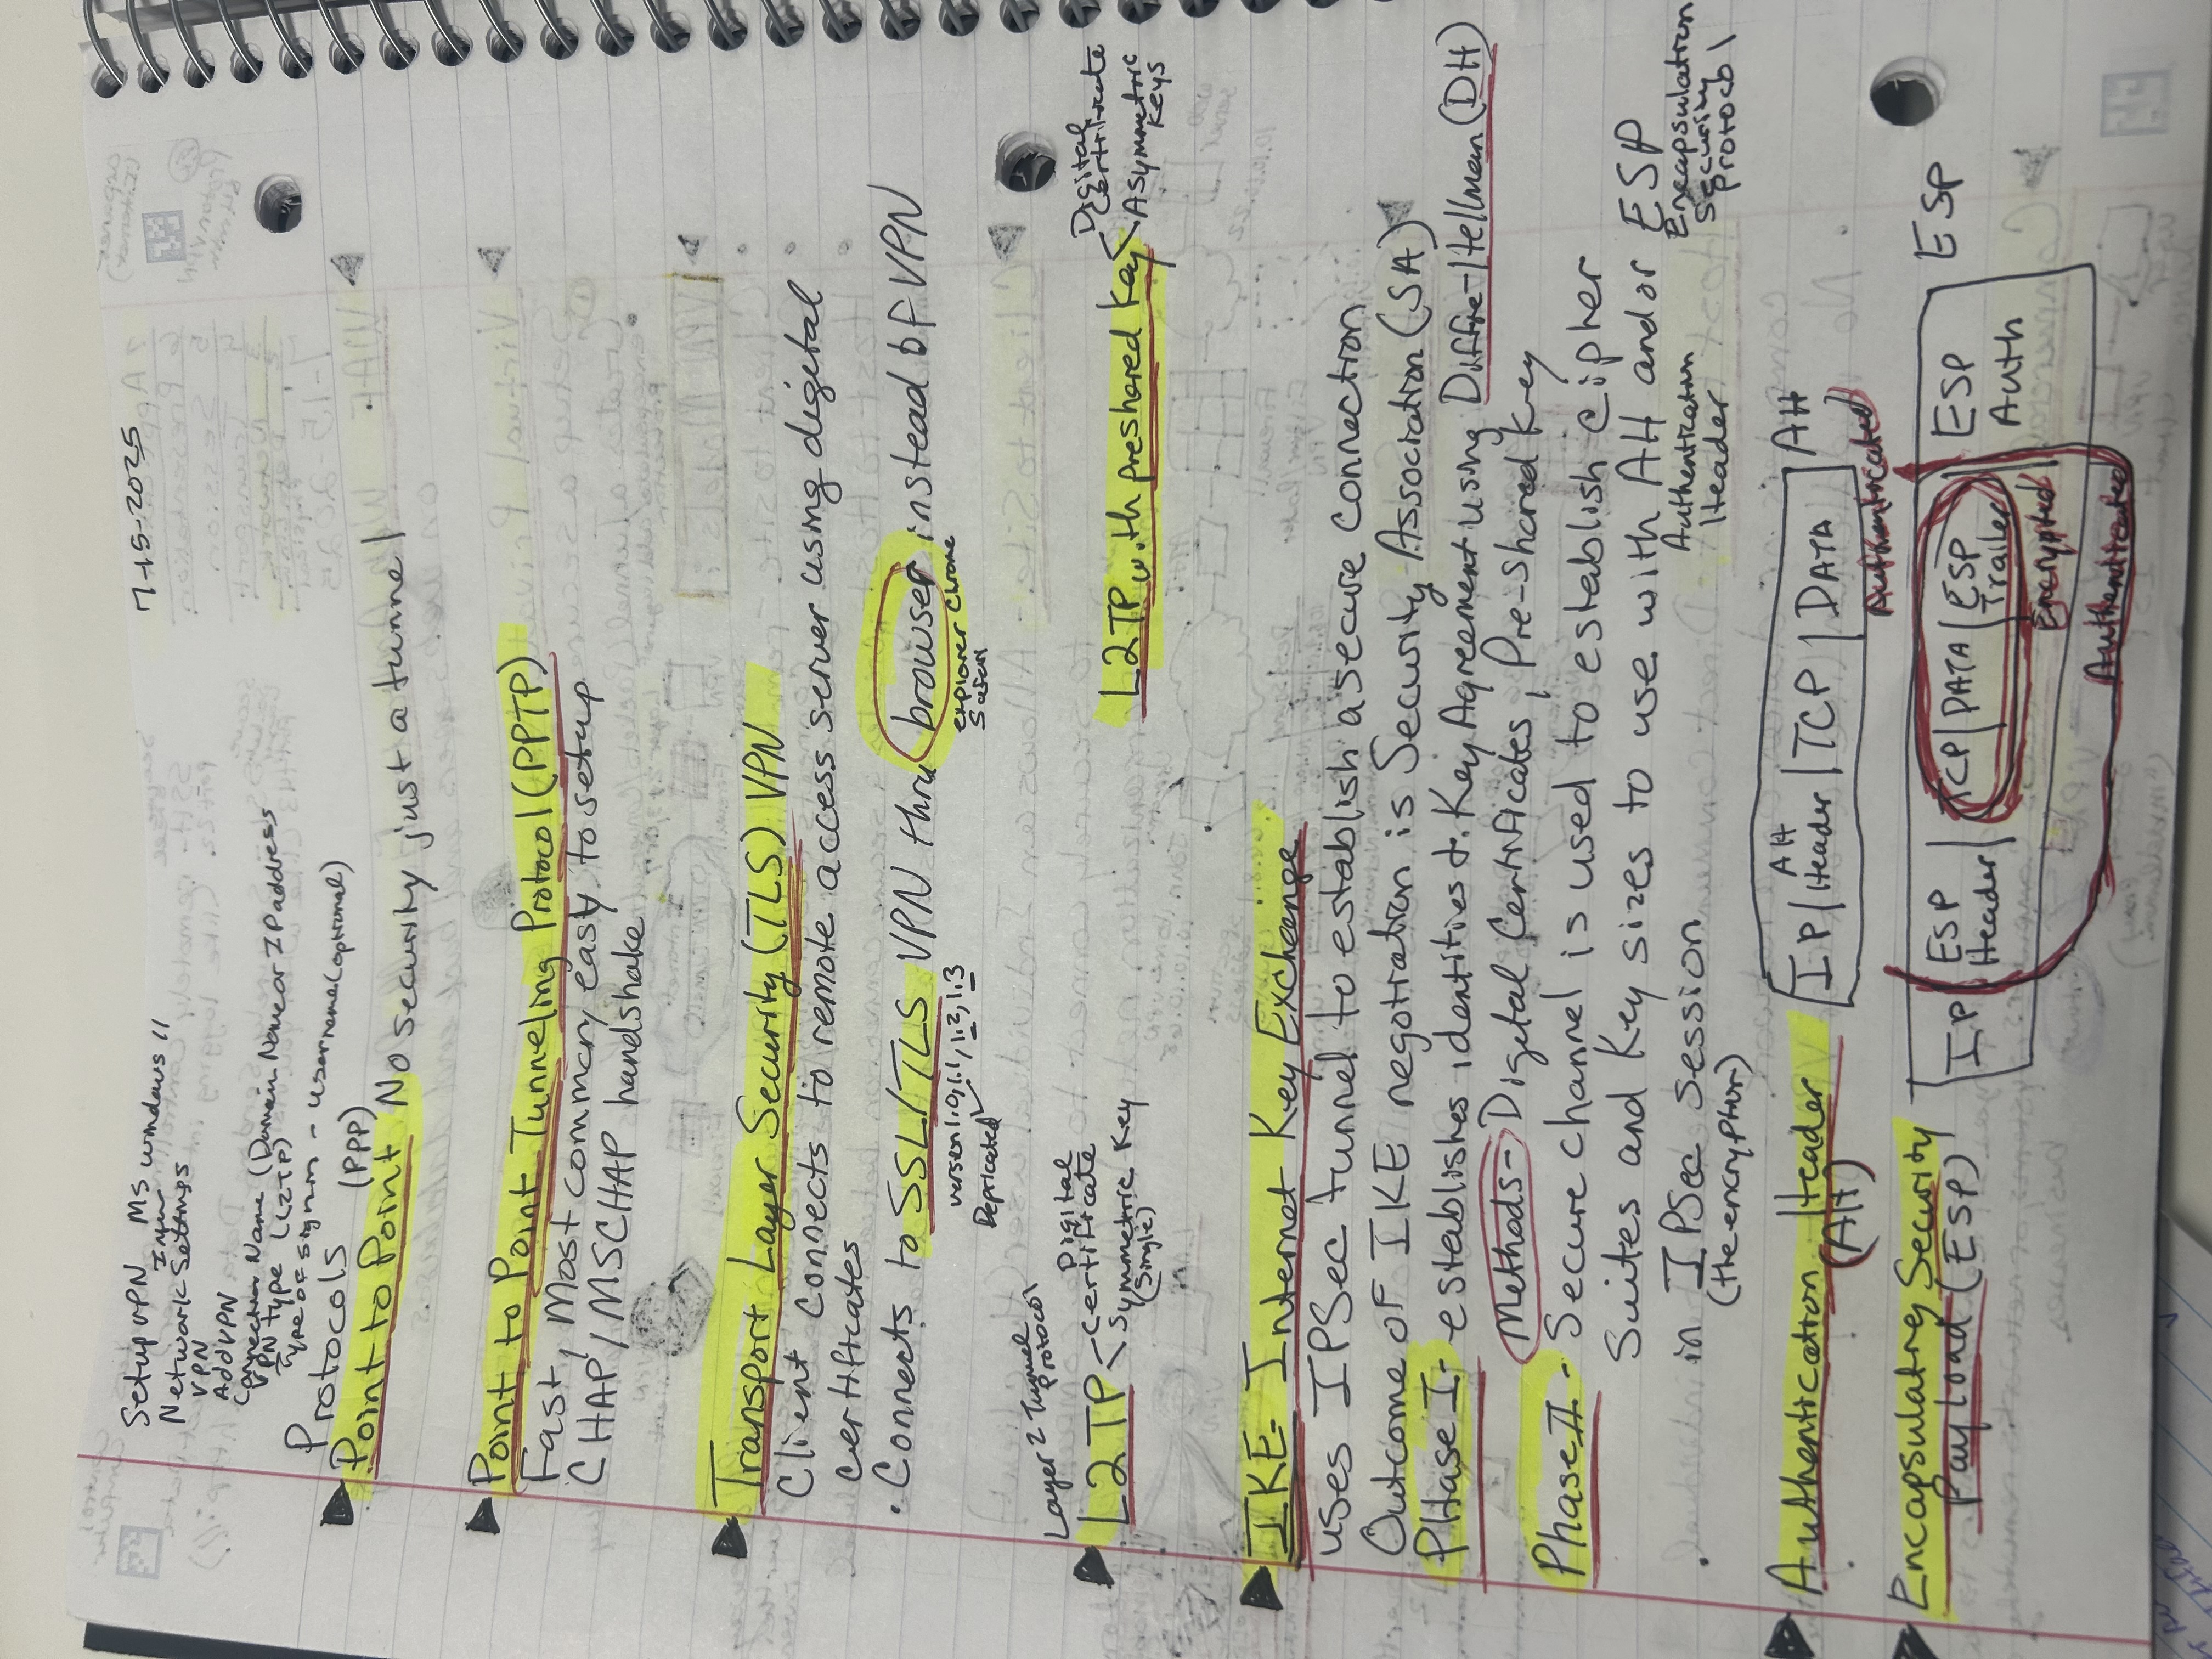 7-15-2025
Setup VPN MS windows 11
Network Settings
VPN
Add VPN
Connection Name (Domain Name or IP address
VPN type (L2TP)
Type of signin - username (optional)
Protocols
(PPP)
Point to Point No security just a tunnel
Point to Point Tunneling Protocol (PPTP)
Fast, Most common, easy to setup
CHAP/MSCHAP handshake
Transport Layer Security (TLS) VPN
Client connects to remote access server using digital
certificates
• Connects to SSL/TLS VPN thru browser instead of VPN
version 1.0, 1.1, 1.2, 1.3
Depricated
explorer Chrome
Safari
Layer 2 Tunnel
Protocol
L2TP
Digital
Certificate
Symmetric Key
(Single)
L2TP with preshared key
Digital
Certificate
Asymmetric
Keys
IKE- Internet Key Exchange
uses IPSec tunnel to establish a secure connection
Outcome of IKE negotiation is Security Association (SA)
PHase I- establishes identities & Key Agreement using Diffie-Hellman (DH)
Methods- Digital Certificates, Pre-shared Key
Phase II - Secure channel is used to establish cipher
Suites and Key sizes to use with AH and/or ESP
Authentication
Header
Encapsulation
Security
Protocol
in IPSec session
(the encryption)
Authentication Header
(AH)
IP | AH Header | TCP | DATA AH
Authenticated
Encapsulating Security
Payload (ESP)
IP | ESP Header | TCP | DATA | ESP Trailer | ESP Auth ESP
Encrypted
Authenticated